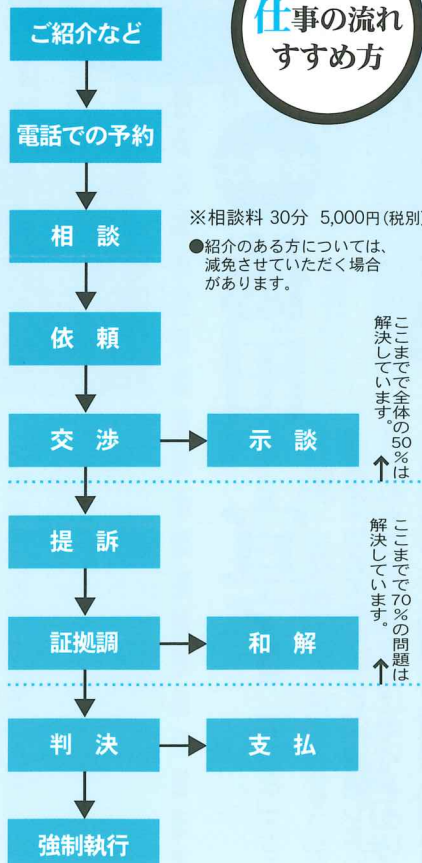 仕事の流れ
すすめ方
ご紹介など
電話での予約
相 談
※相談料 30分 5,000円(税別)
●紹介のある方については、
減免させていただく場合
があります。
依 頼
交 渉
示 談
ここまでで全体の50%は
解決しています。
提 訴
証拠調
和 解
ここまでで70%の問題は
解決しています。
判 決
支 払
強制執行